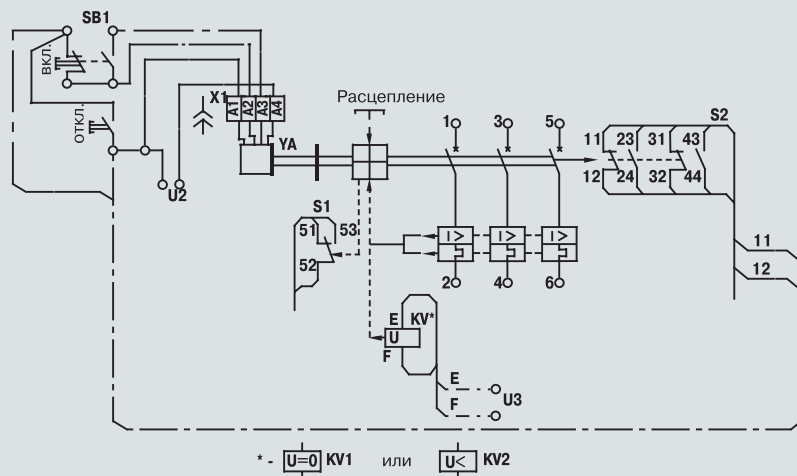 SB1
ВКЛ.
ОТКЛ.
X1
A1 A2 A3 A4
YA
U2
Расцепление
1 3 5
S2
11 23 31 43
12 24 32 44
S1
51 53
52
I > I > I >
2 4 6
11
12
E KV*
U
F
E
F
U3
* - U=0 KV1 или U< KV2